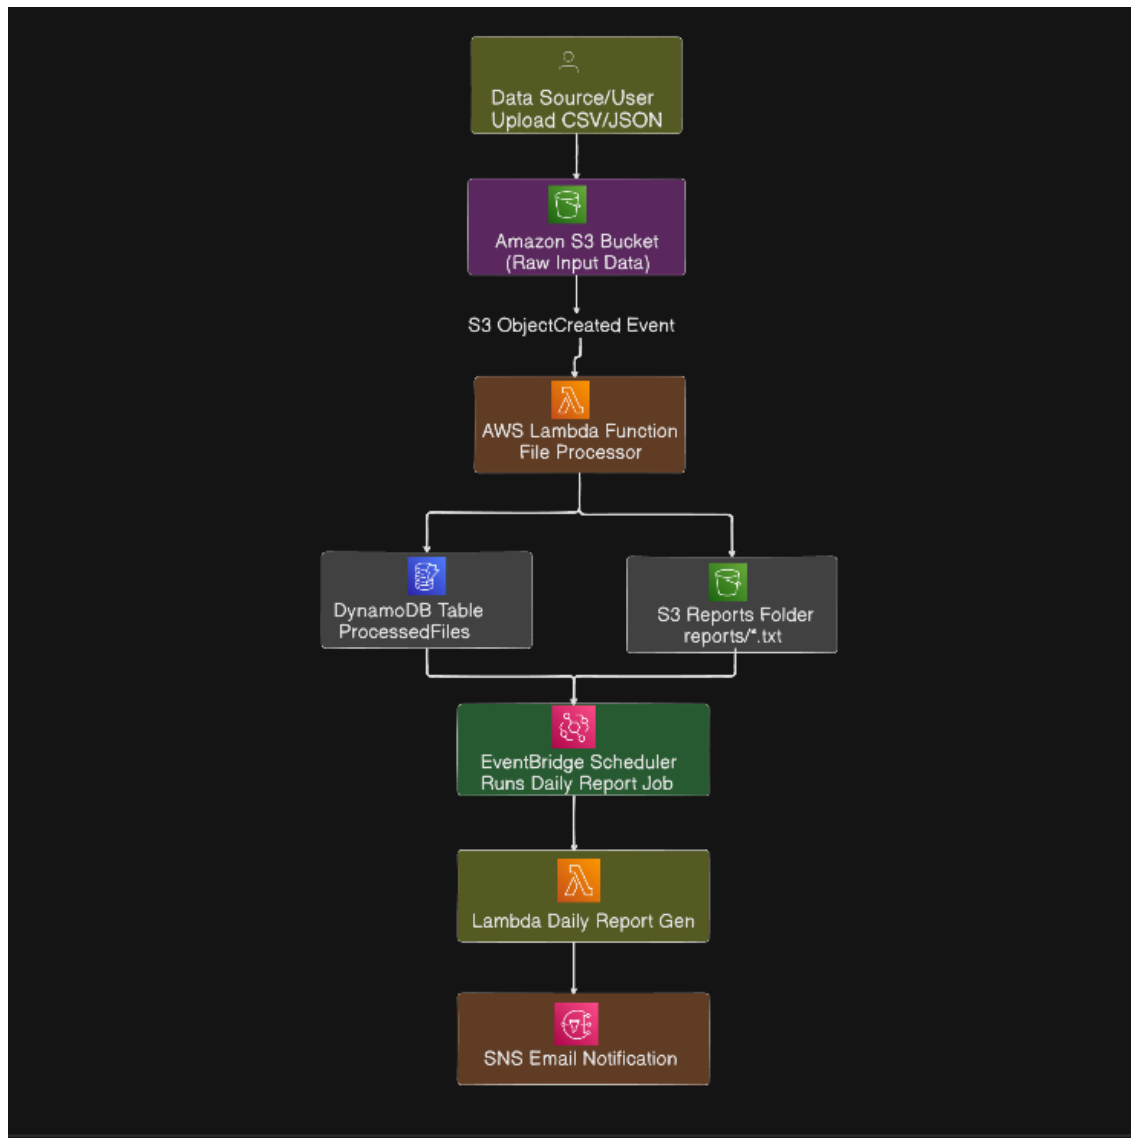 Data Source/User
Upload CSV/JSON
Amazon S3 Bucket
(Raw Input Data)
S3 ObjectCreated Event
AWS Lambda Function
File Processor
DynamoDB Table
ProcessedFiles
S3 Reports Folder
reports/*.txt
EventBridge Scheduler
Runs Daily Report Job
Lambda Daily Report Gen
SNS Email Notification